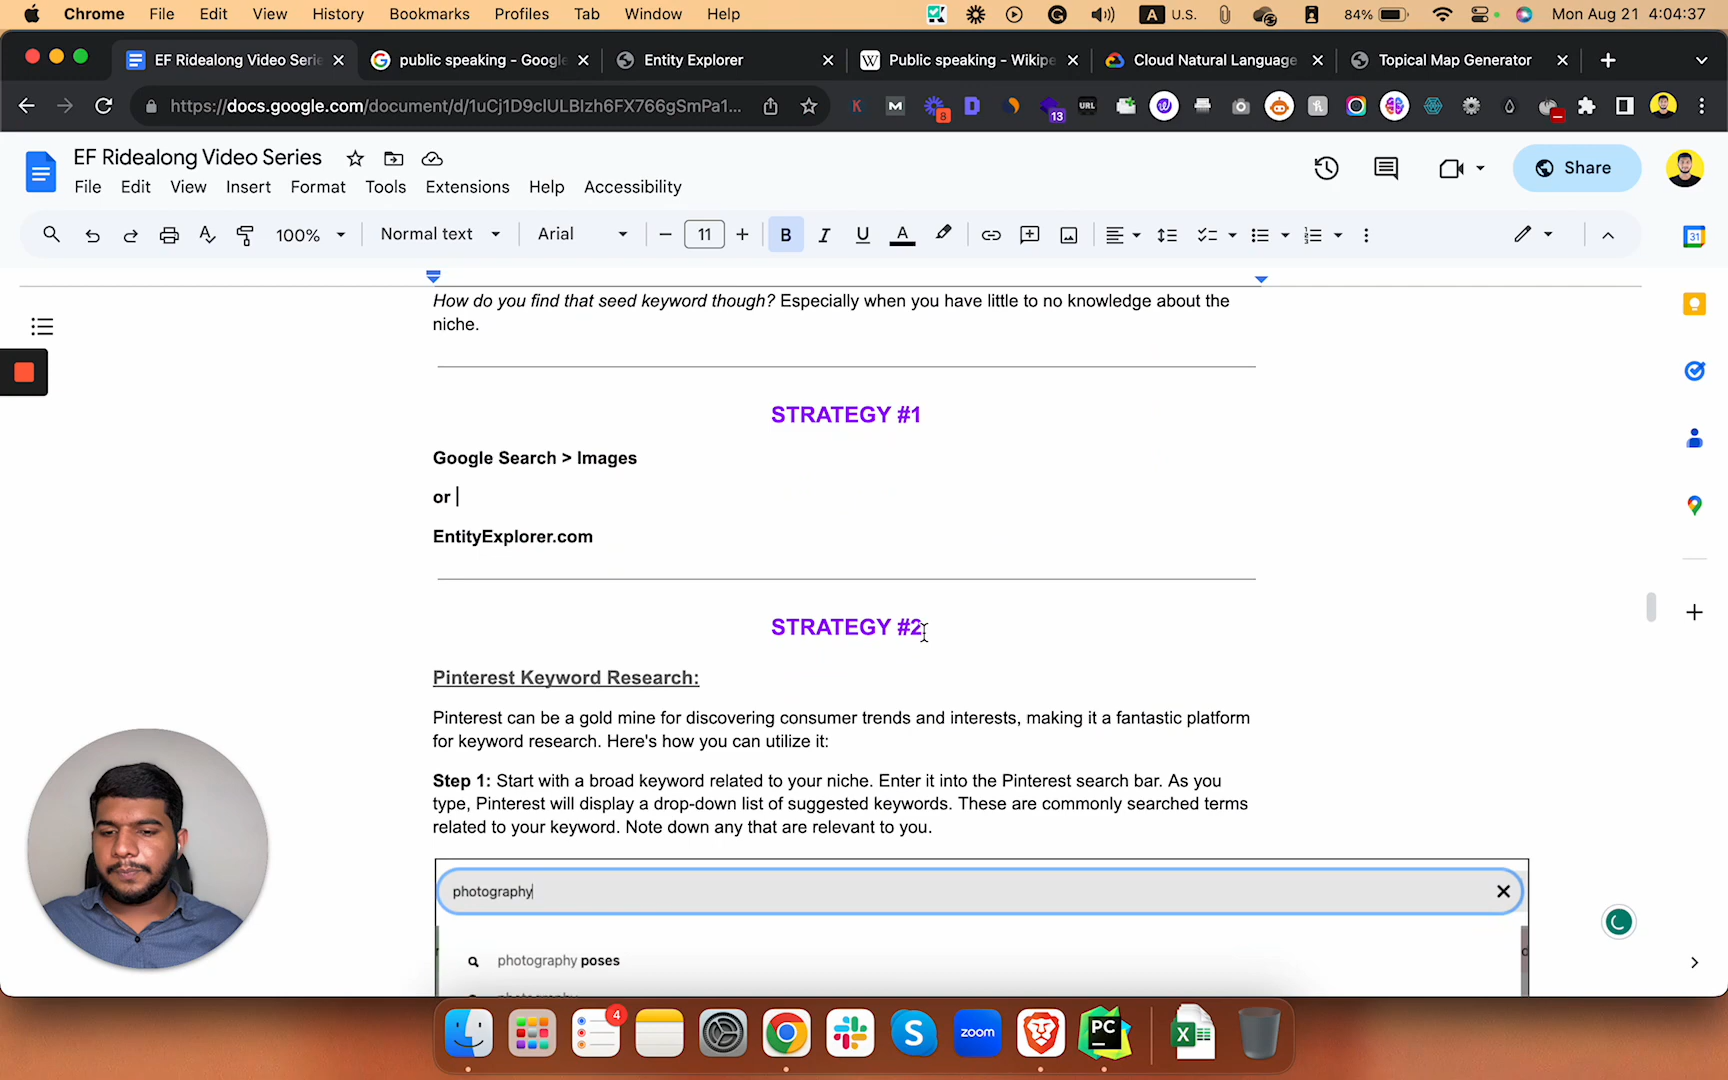 Chrome File Edit View History Bookmarks Profiles Tab Window Help A U.S. 84% Mon Aug 21 4:04:37
EF Ridealong Video Serie public speaking - Google Entity Explorer W Public speaking - Wikipe Cloud Natural Language Topical Map Generator
https://docs.google.com/document/d/1uCj1D9clULBlzh6FX766gSmPa1... K M 8 D 13 URL
EF Ridealong Video Series
File Edit View Insert Format Tools Extensions Help Accessibility
Share
100% Normal text Arial 11 B I U A
31
How do you find that seed keyword though? Especially when you have little to no knowledge about the
niche.
STRATEGY #1
Google Search > Images
or
EntityExplorer.com
STRATEGY #2
Pinterest Keyword Research:
Pinterest can be a gold mine for discovering consumer trends and interests, making it a fantastic platform
for keyword research. Here's how you can utilize it:
Step 1: Start with a broad keyword related to your niche. Enter it into the Pinterest search bar. As you
type, Pinterest will display a drop-down list of suggested keywords. These are commonly searched terms
related to your keyword. Note down any that are relevant to you.
photography
photography poses
photography
4 S zoom PC X